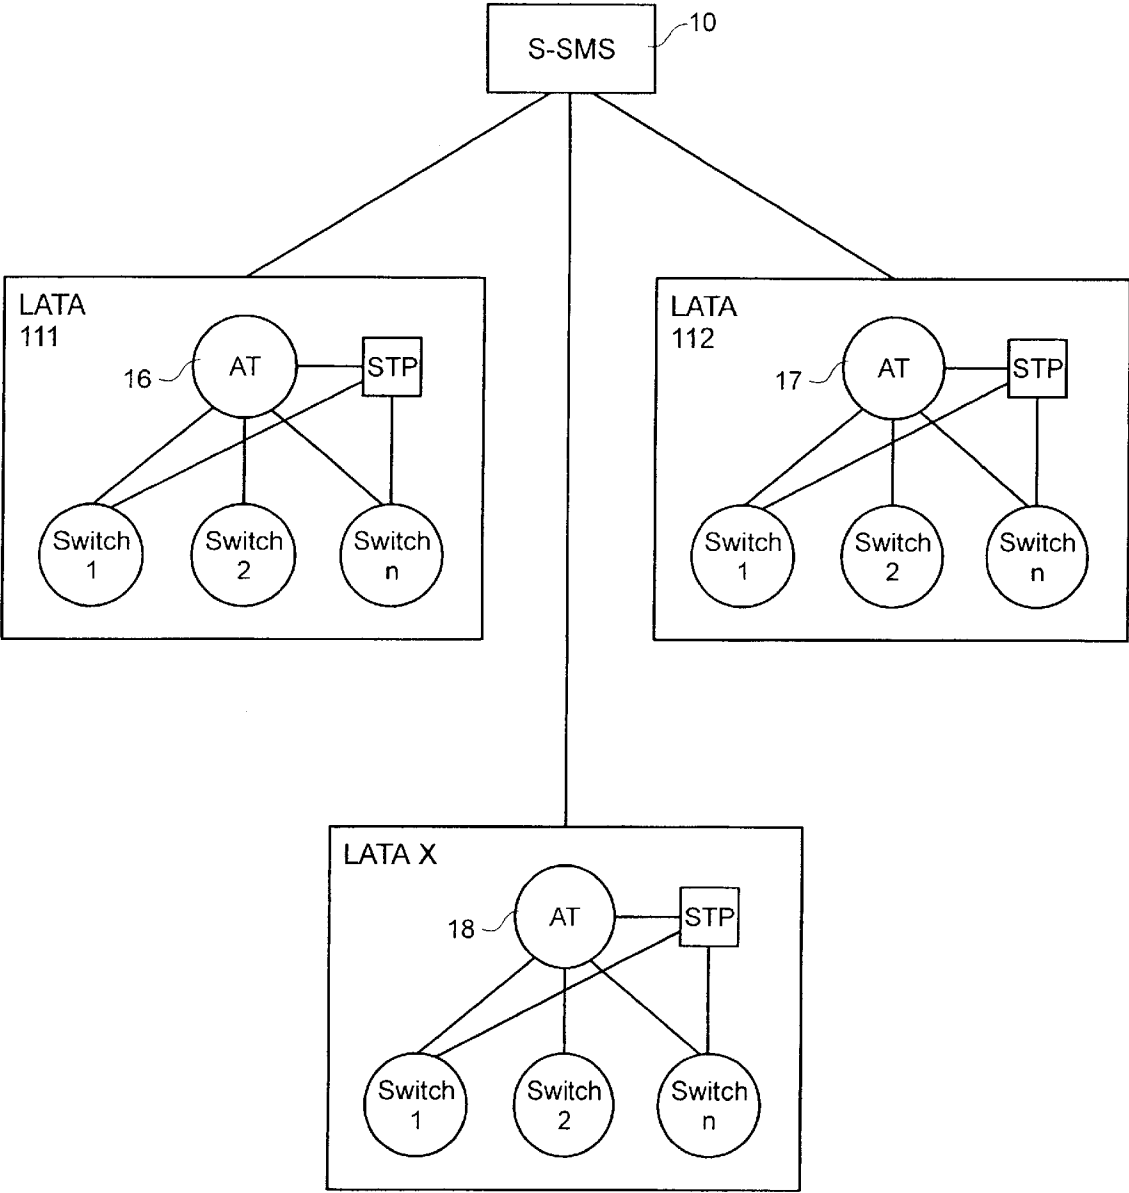 S-SMS
10
LATA
111
AT
16
STP
Switch
1
Switch
2
Switch
n
LATA
112
AT
17
STP
Switch
1
Switch
2
Switch
n
LATA X
AT
18
STP
Switch
1
Switch
2
Switch
n